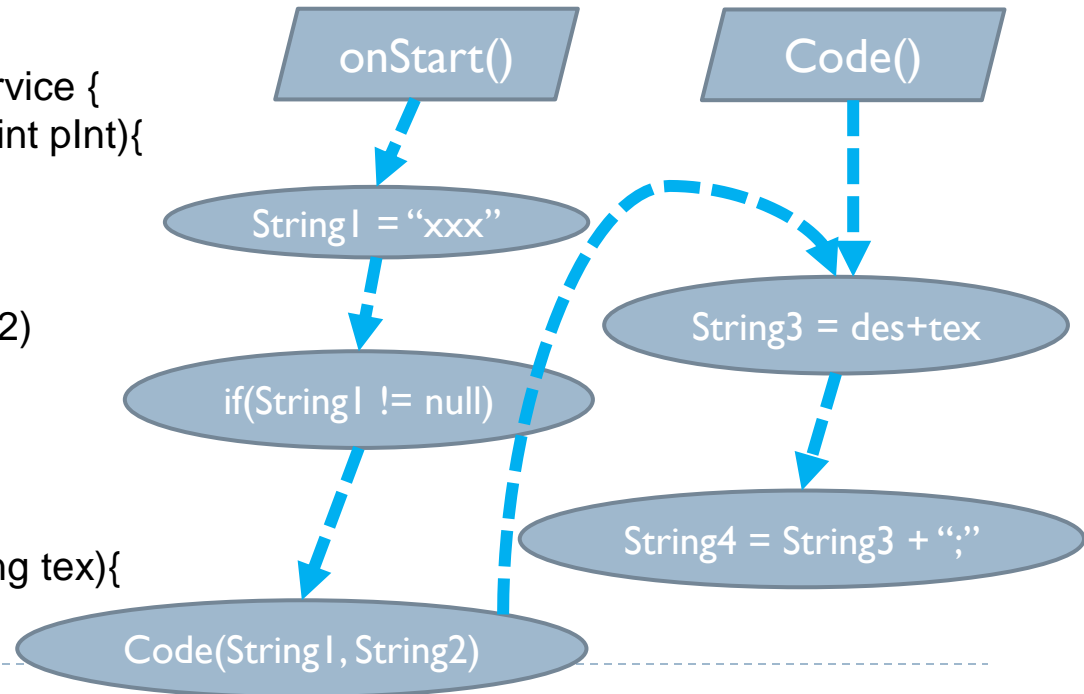 rvice {
int pInt){
2)
ng tex){
onStart()
String1 = “xxx”
if(String1 != null)
Code(String1, String2)
Code()
String3 = des+tex
String4 = String3 + “;”